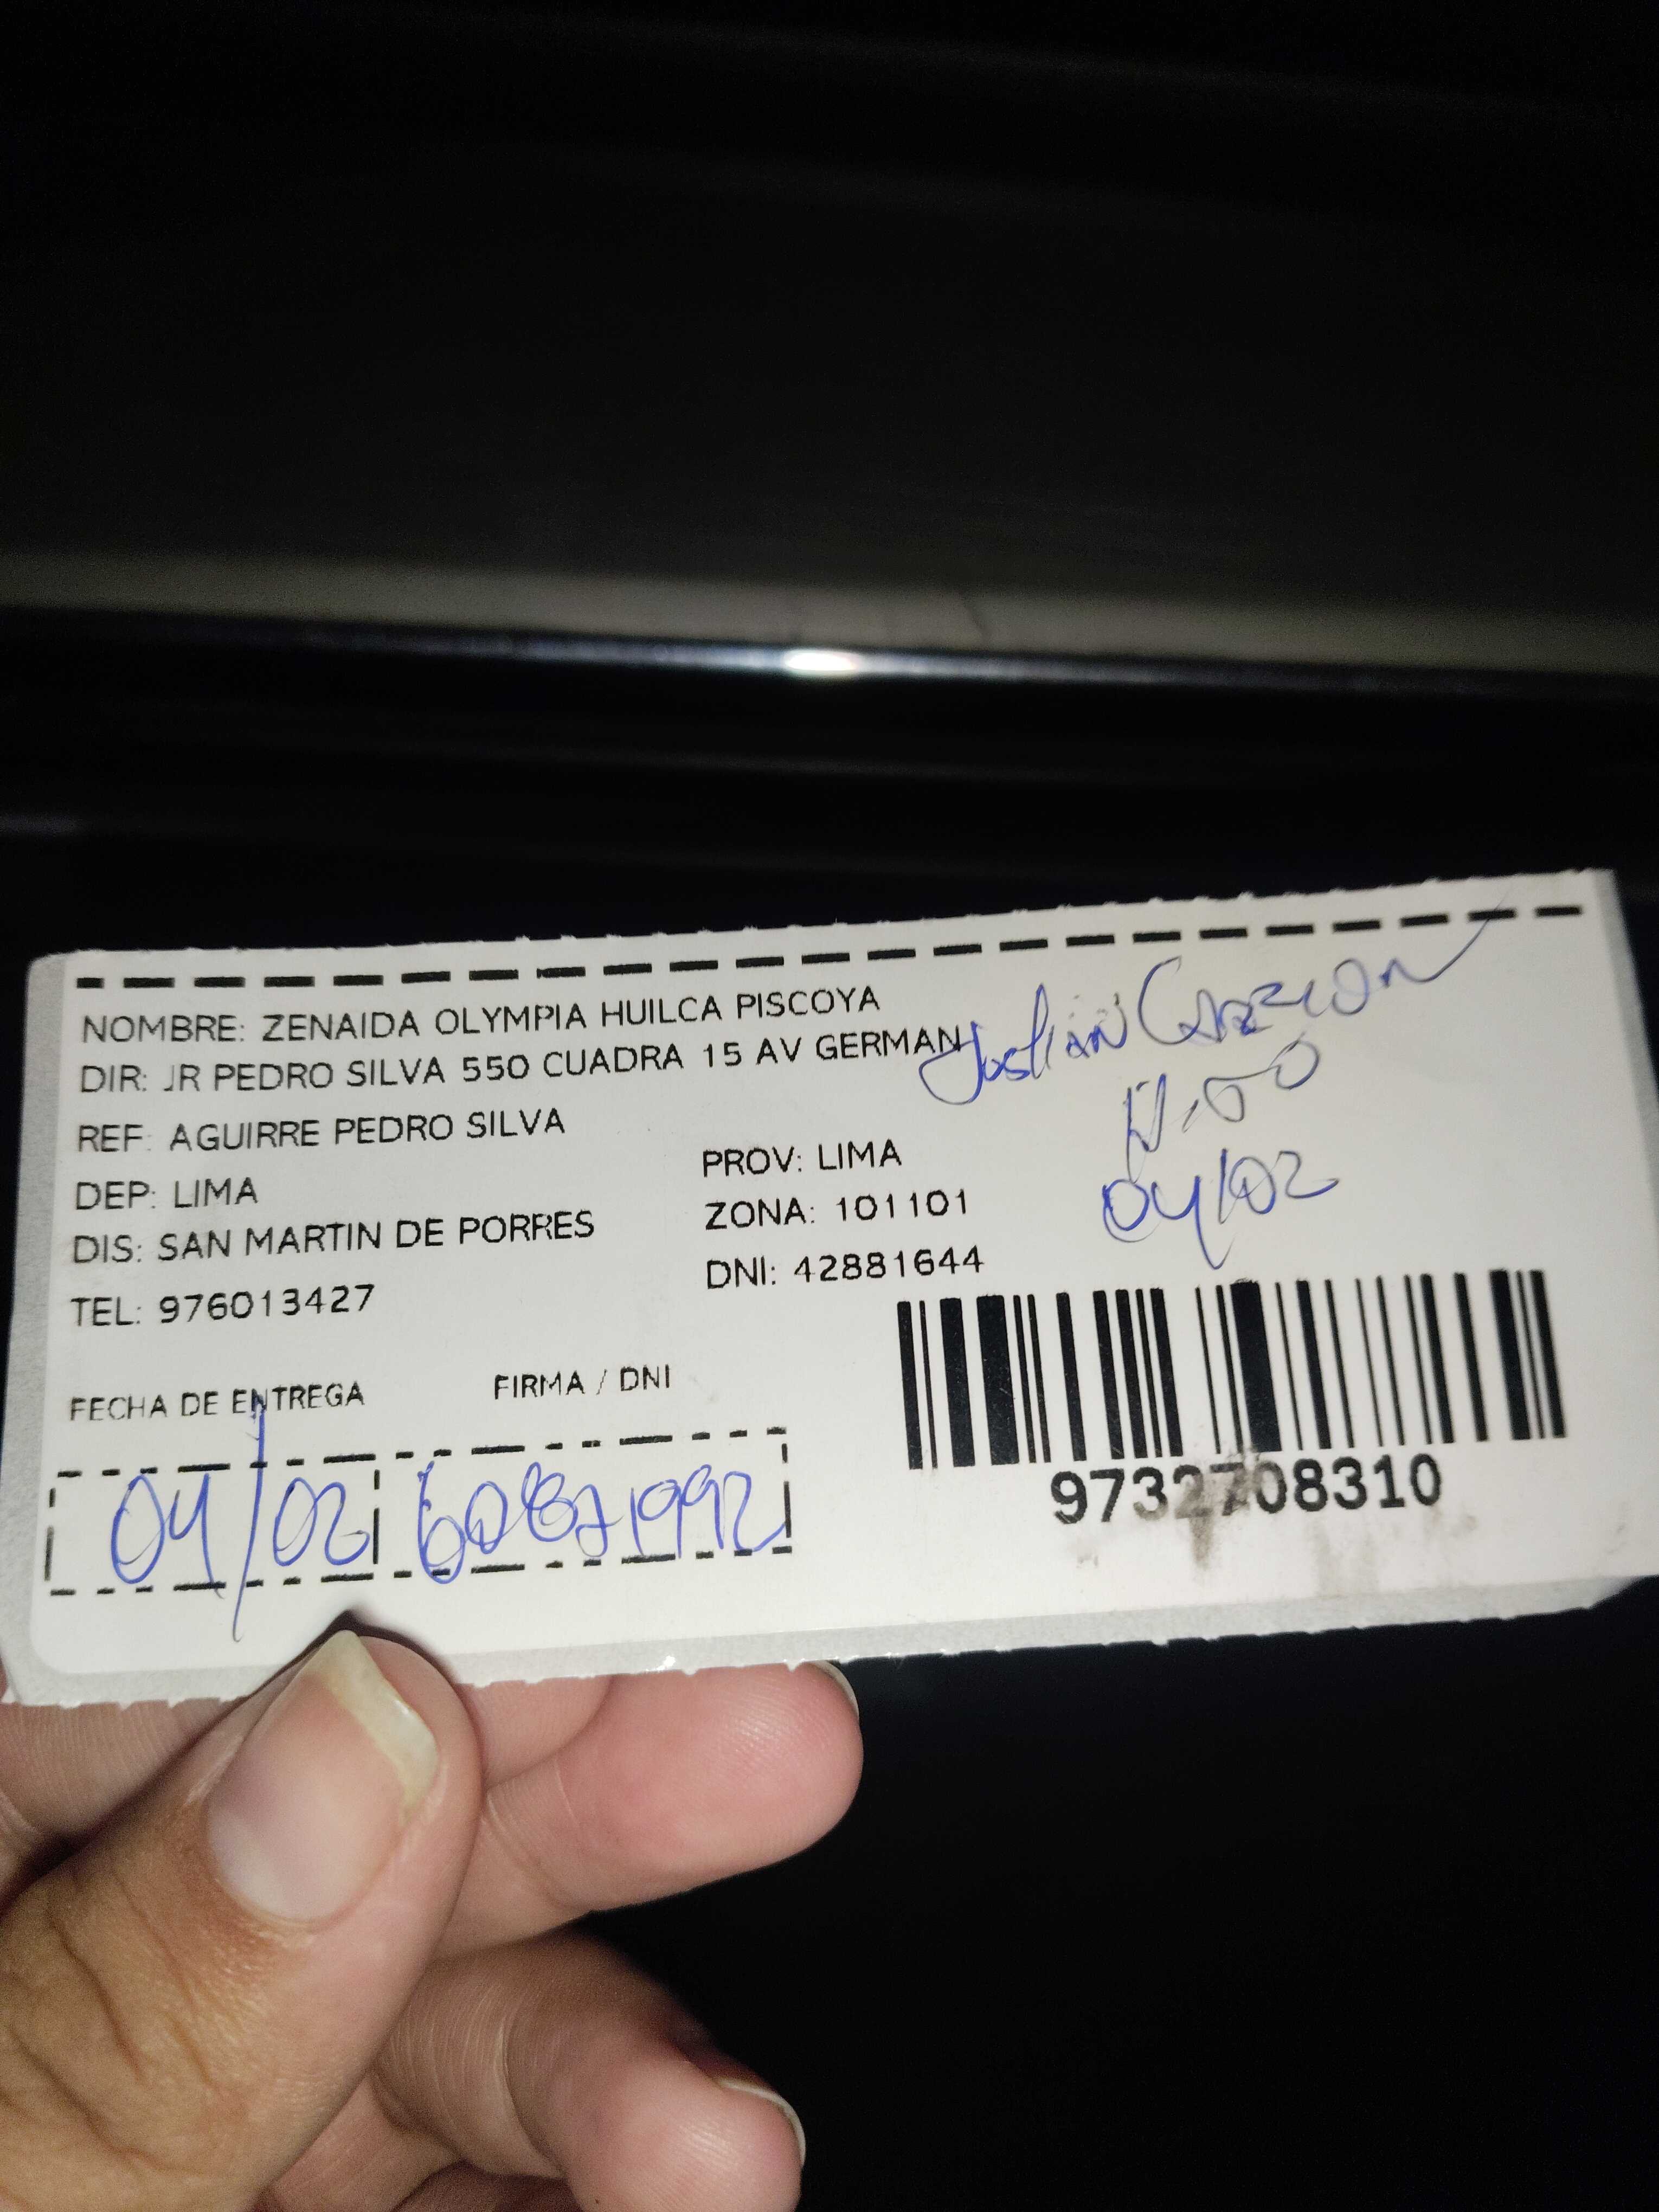 NOMBRE: ZENAIDA OLYMPIA HUILCA PISCOYA
DIR: JR PEDRO SILVA 550 CUADRA 15 AV GERMAN
REF: AGUIRRE PEDRO SILVA
DEP: LIMA
PROV: LIMA
DIS: SAN MARTIN DE PORRES
ZONA: 101101
TEL: 976013427
DNI: 42881644
04/02
FECHA DE ENTREGA
FIRMA / DNI
04/02
9732708310